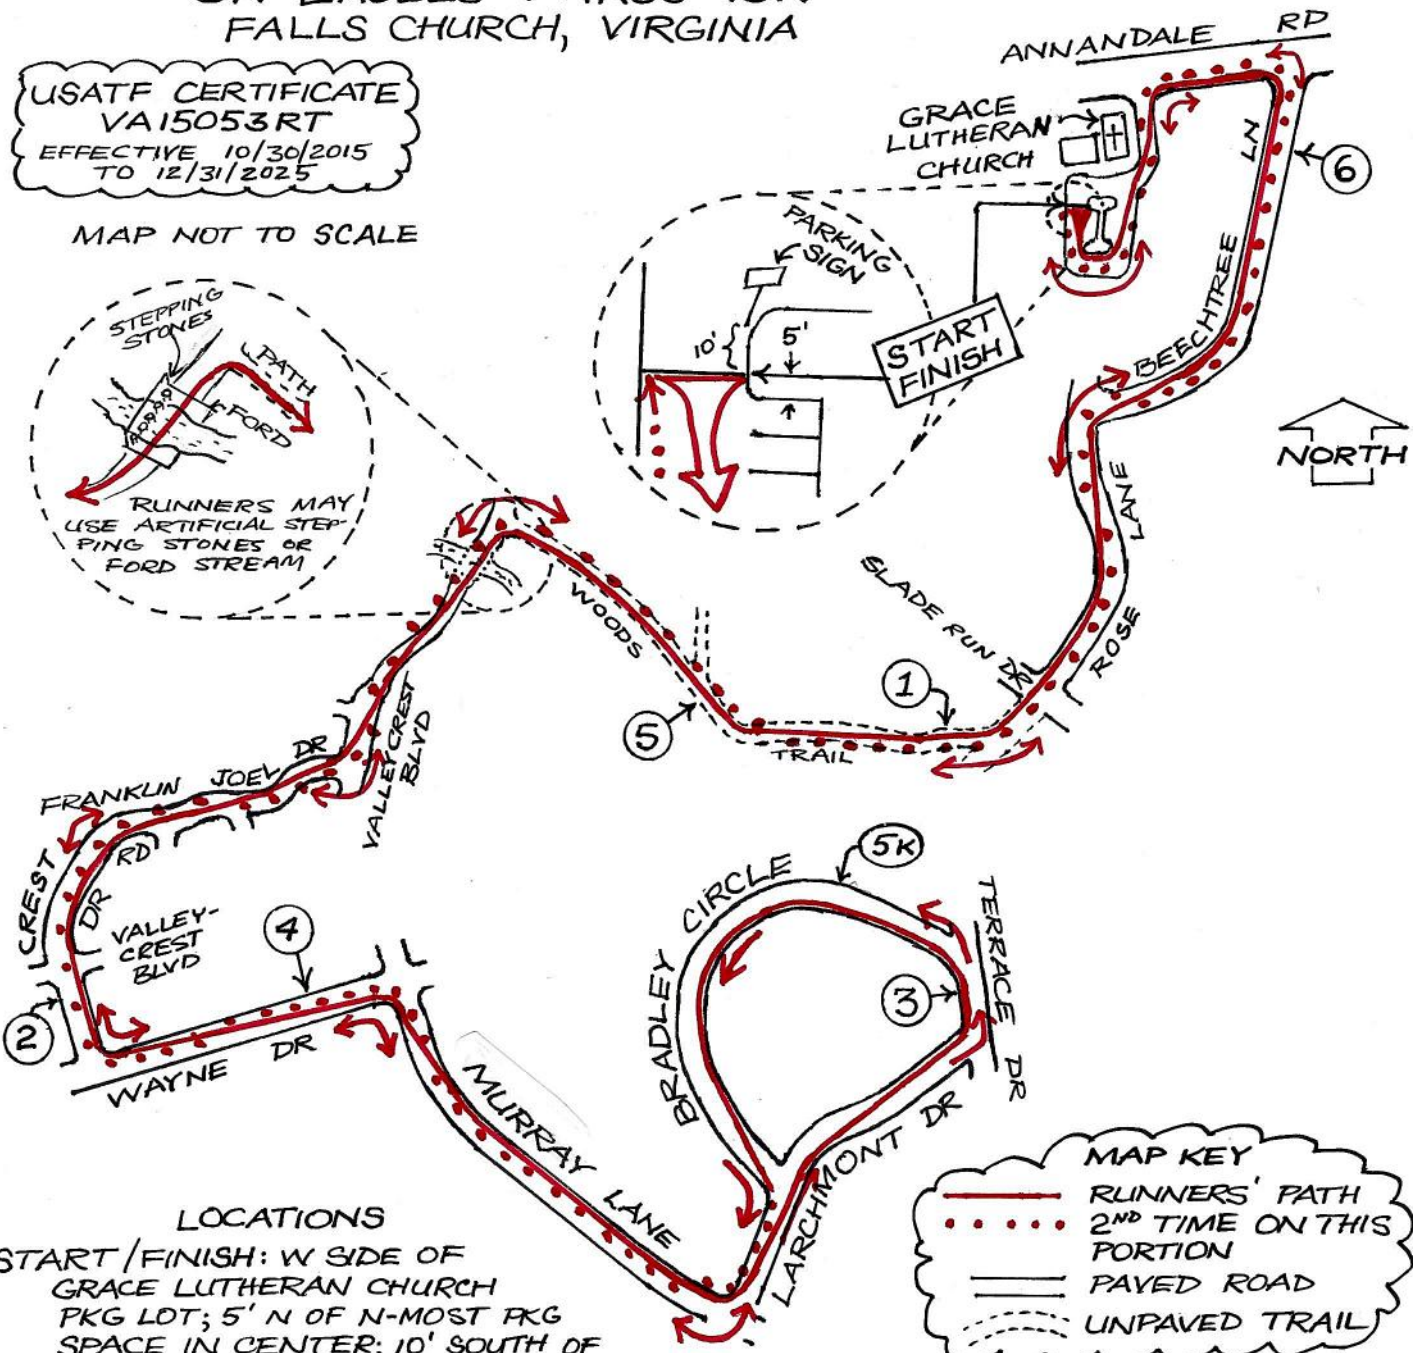 FALLS CHURCH, VIRGINIA
USATF CERTIFICATE
VA15053RT
EFFECTIVE 10/30/2015
TO 12/31/2025
MAP NOT TO SCALE
ANNANDALE RD
GRACE
LUTHERAN
CHURCH
6
LN
BEECHTREE
PARKING
SIGN
10'
5'
START
FINISH
NORTH
STEPPING
STONES
PATH
FORD
RUNNERS MAY
USE ARTIFICIAL STEP-
PING STONES OR
FORD STREAM
LANE
ROSE
SLADE RUN DR
WOODS
1
5
TRAIL
VALLEYCREST
BLVD
FRANKLIN JOEL DR
RD
CREST
DR
VALLEY-
CREST
BLVD
4
2
WAYNE DR
MURRAY LANE
BRADLEY CIRCLE
5K
3
TERRACE DR
LARCHMONT DR
LOCATIONS
START/FINISH: W SIDE OF
GRACE LUTHERAN CHURCH
PKG LOT; 5' N OF N-MOST PKG
SPACE IN CENTER; 10' SOUTH OF
MAP KEY
RUNNERS' PATH
2ND TIME ON THIS
PORTION
PAVED ROAD
UNPAVED TRAIL